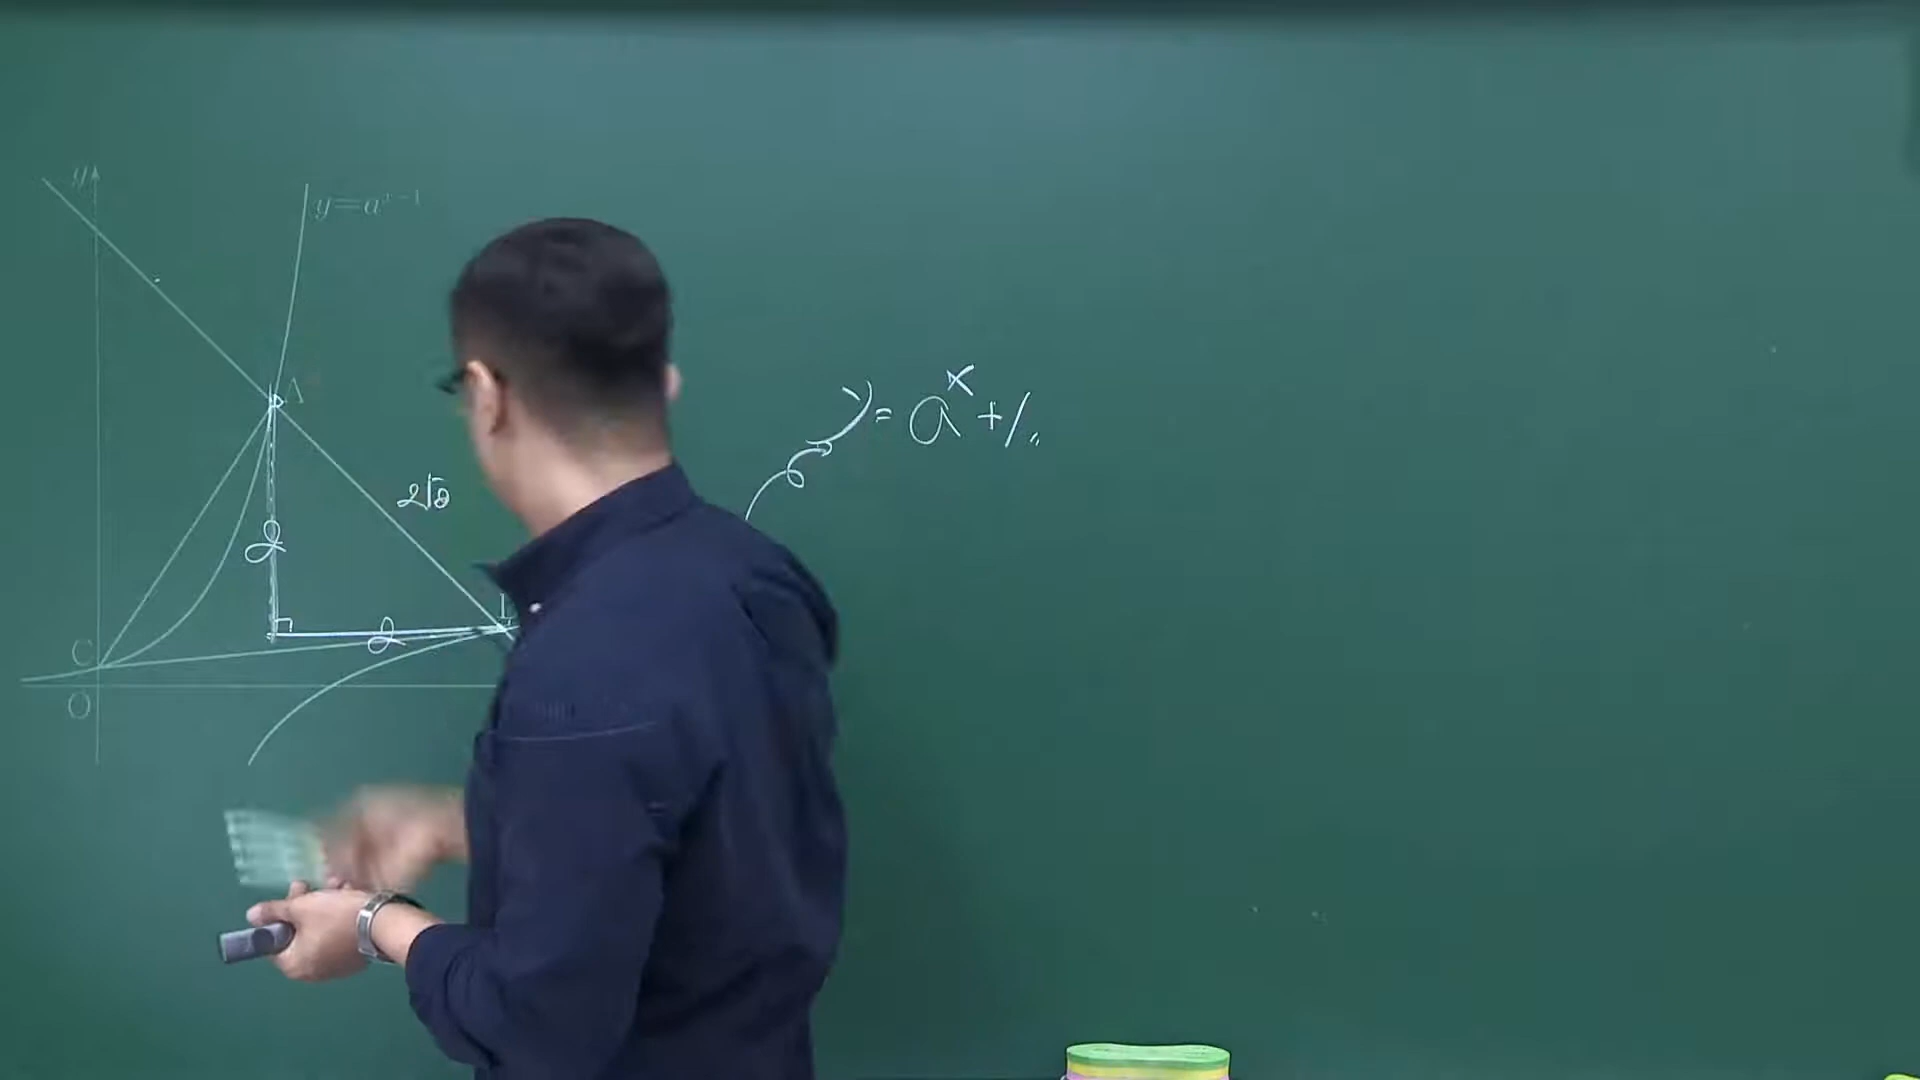 y
y=a^{x-1}
A
2√2
y = a^x + 1
2
2
C
O